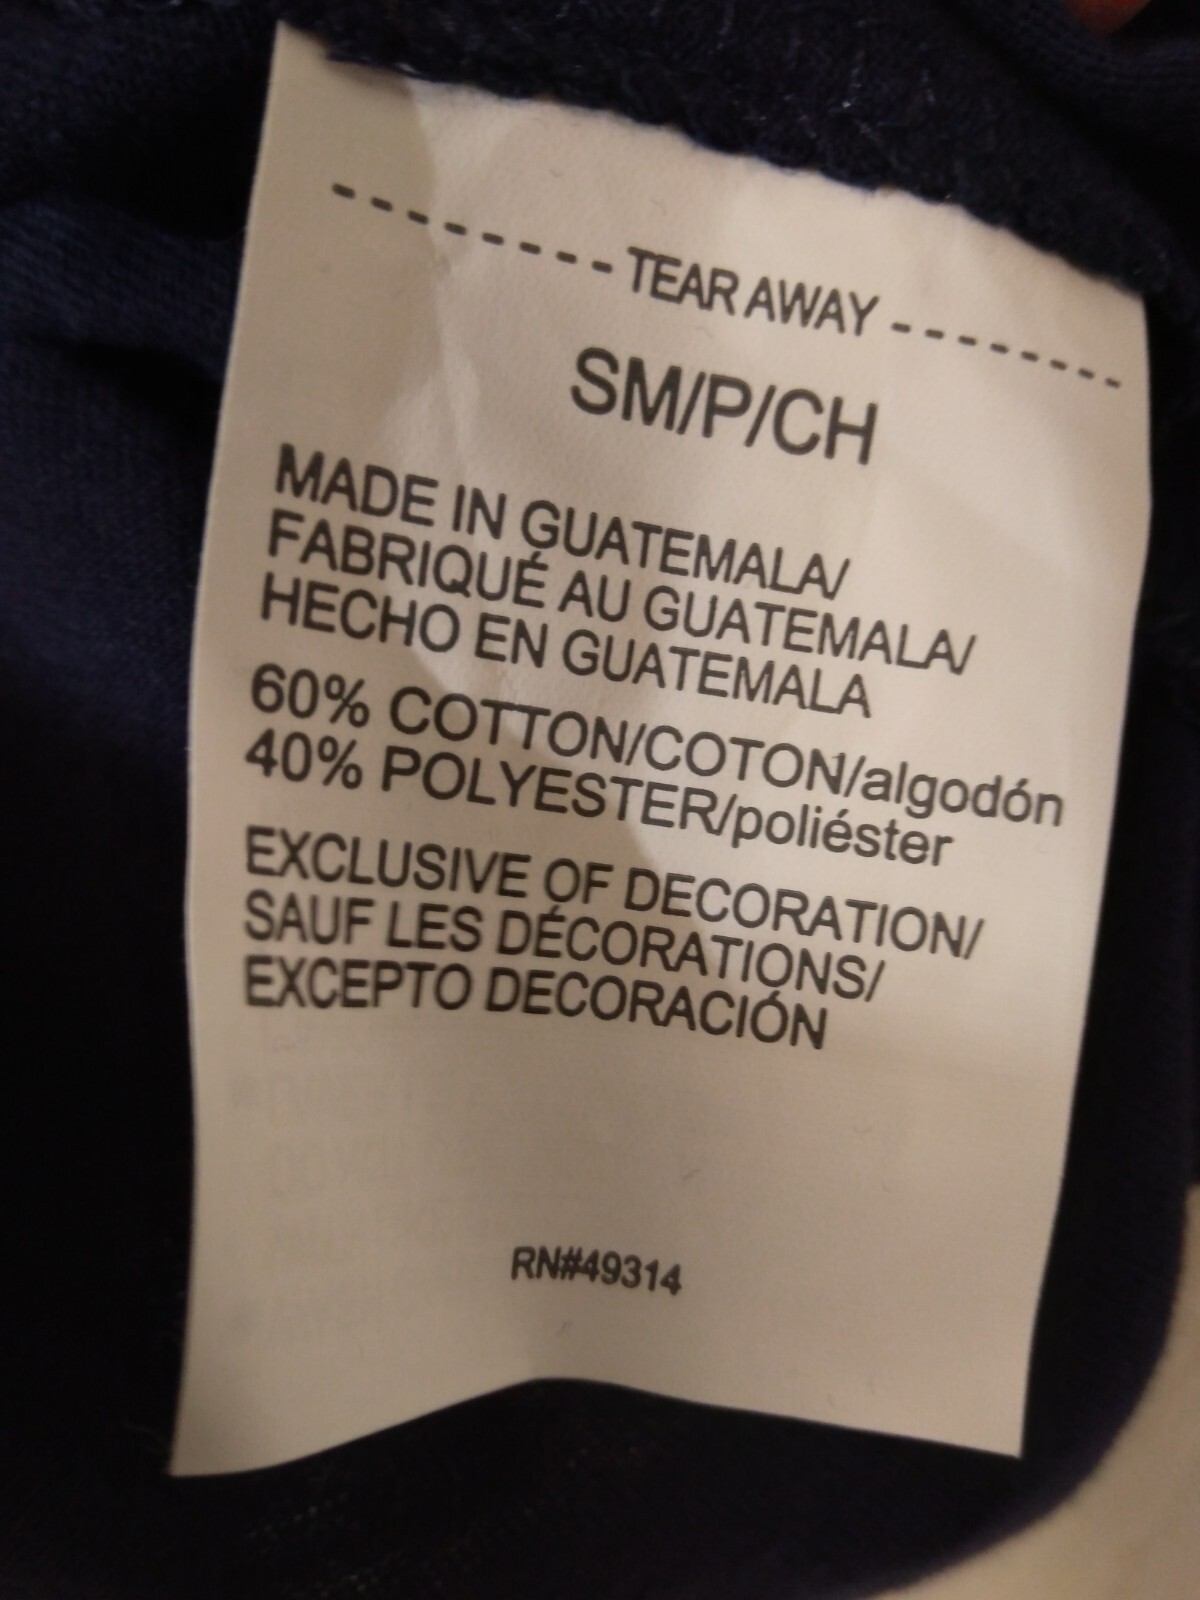 -------- TEAR AWAY -------
SM/P/CH
MADE IN GUATEMALA/
FABRIQUÉ AU GUATEMALA/
HECHO EN GUATEMALA
60% COTTON/COTON/algodón
40% POLYESTER/poliéster
EXCLUSIVE OF DECORATION/
SAUF LES DÉCORATIONS/
EXCEPTO DECORACIÓN
RN#49314